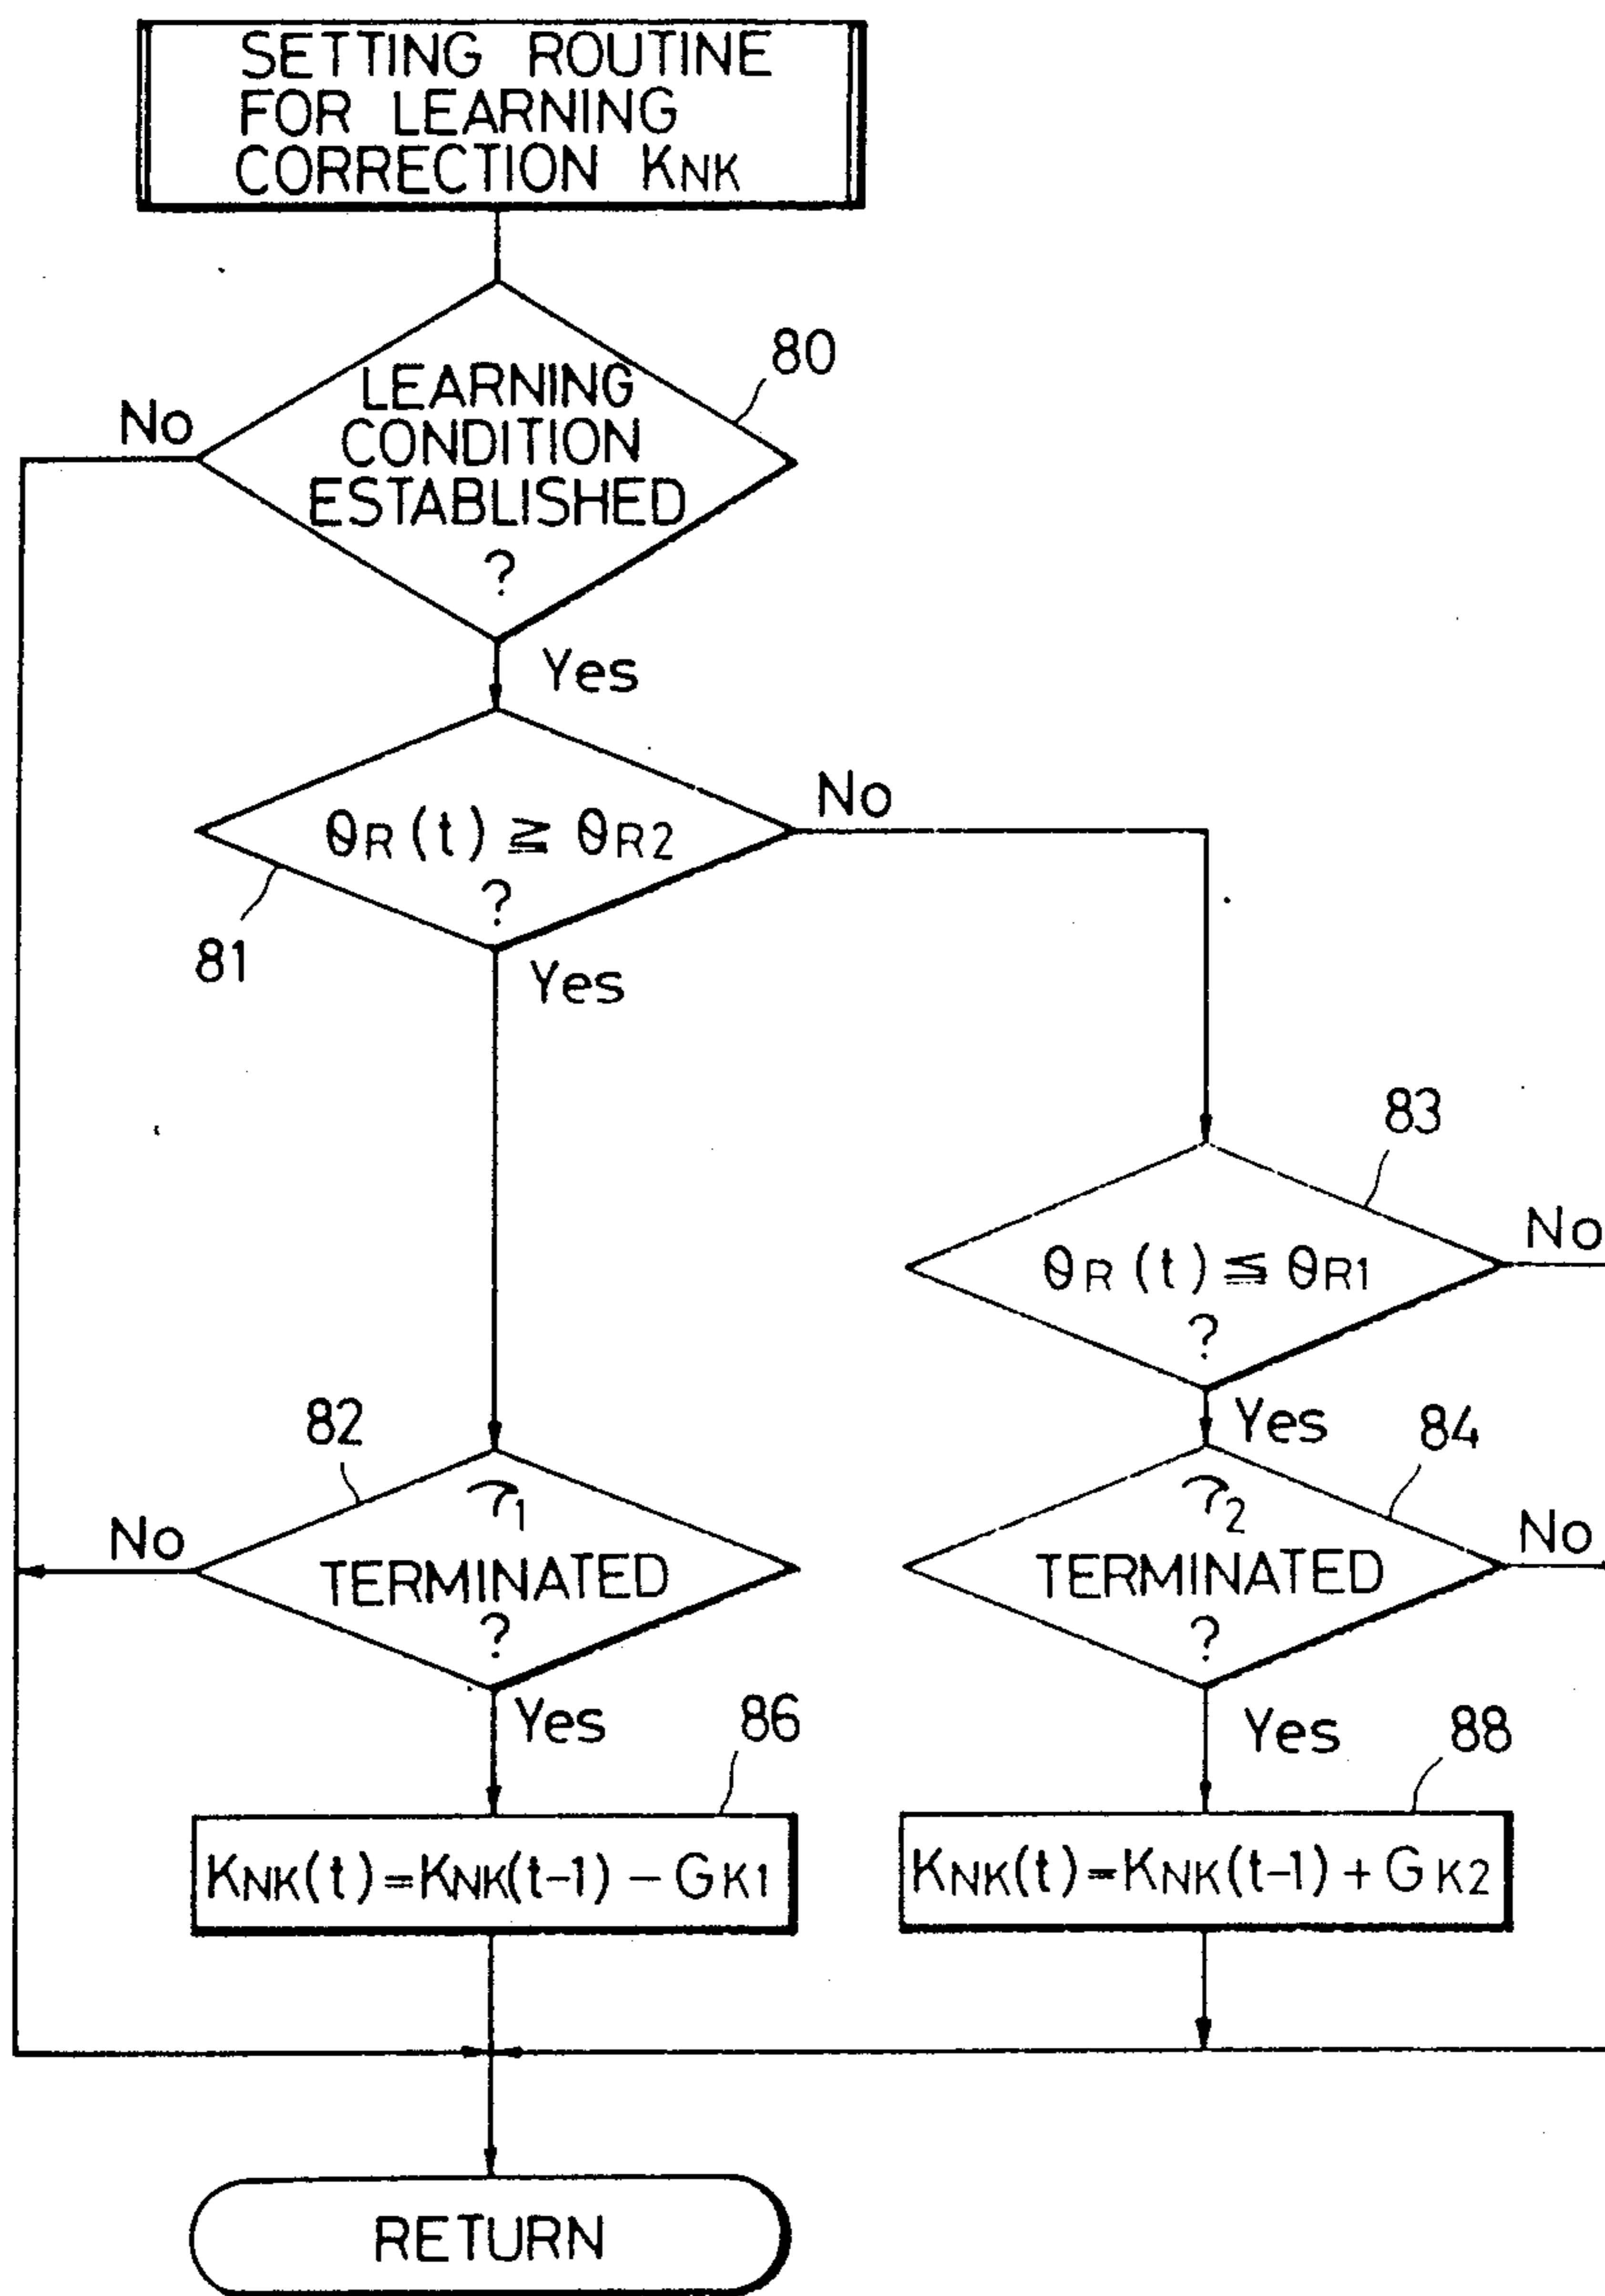 SETTING ROUTINE
FOR LEARNING
CORRECTION KNK
80
LEARNING
CONDITION
ESTABLISHED
?
No
Yes
θR(t) ≧ θR2
?
No
81
Yes
83
θR(t) ≦ θR1
?
No
Yes
82
τ1
TERMINATED
?
No
Yes
84
τ2
TERMINATED
?
No
Yes
86
KNK(t)=KNK(t-1)-GK1
88
KNK(t)=KNK(t-1)+GK2
RETURN